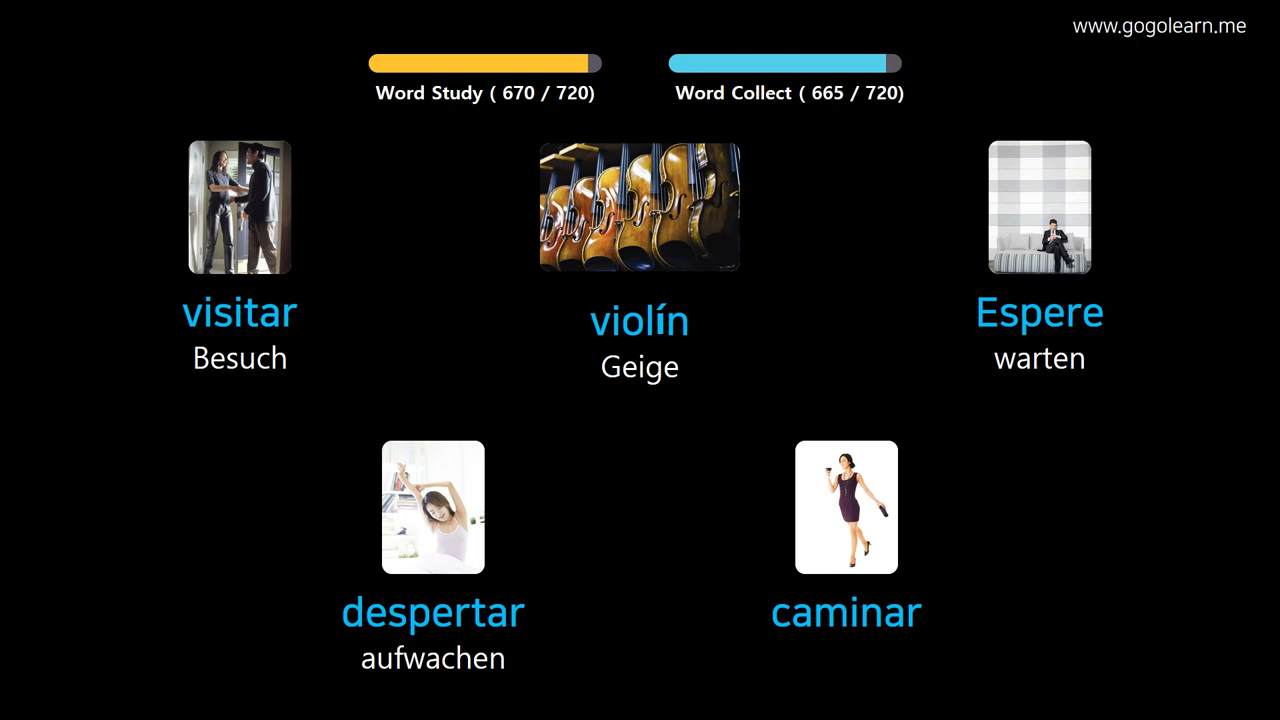 www.gogolearn.me
Word Study ( 670 / 720)
Word Collect ( 665 / 720)
visitar
Besuch
violín
Geige
Espere
warten
despertar
aufwachen
caminar